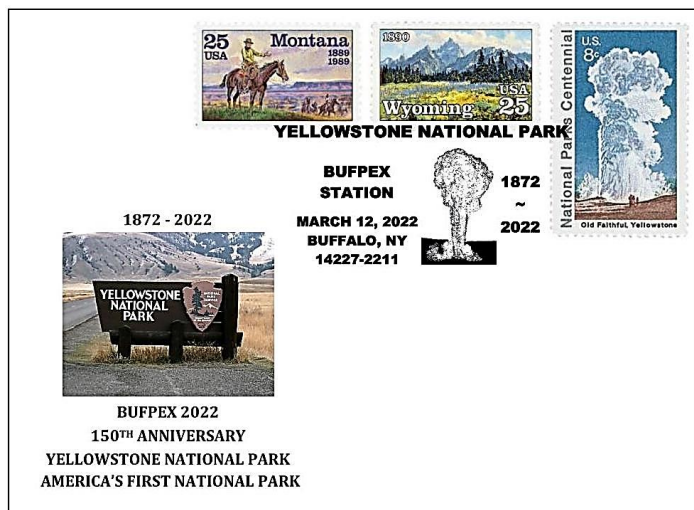 25
USA
Montana
1889
1989
1890
Wyoming
USA
25
National Parks Centennial
U.S.
8c
Old Faithful, Yellowstone
YELLOWSTONE NATIONAL PARK
BUFPEX
STATION
MARCH 12, 2022
BUFFALO, NY
14227-2211
1872
~
2022
1872 - 2022
YELLOWSTONE
NATIONAL
PARK
BUFPEX 2022
150TH ANNIVERSARY
YELLOWSTONE NATIONAL PARK
AMERICA'S FIRST NATIONAL PARK